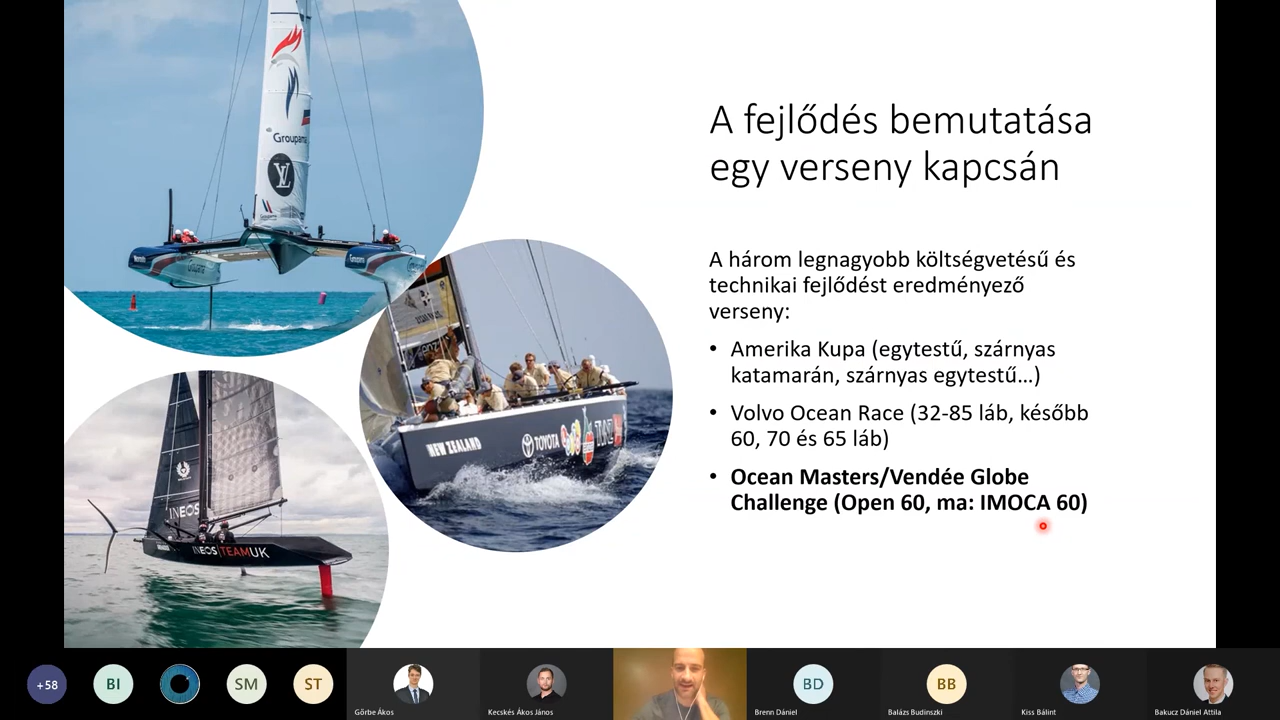 A fejlődés bemutatása
egy verseny kapcsán
A három legnagyobb költségvetésű és
technikai fejlődést eredményező
verseny:
• Amerika Kupa (egytestű, szárnyas
katamarán, szárnyas egytestű…)
• Volvo Ocean Race (32-85 láb, később
60, 70 és 65 láb)
• Ocean Masters/Vendée Globe
Challenge (Open 60, ma: IMOCA 60)
Groupama
LV
NEW ZEALAND
TOYOTA
INEOS
INEOS TEAM UK
+58
BI
SM
ST
Gőrbe Ákos
Kecskés Ákos János
BD
Brenn Dániel
BB
Balázs Budinszki
Kiss Bálint
Bakucz Dániel Attila